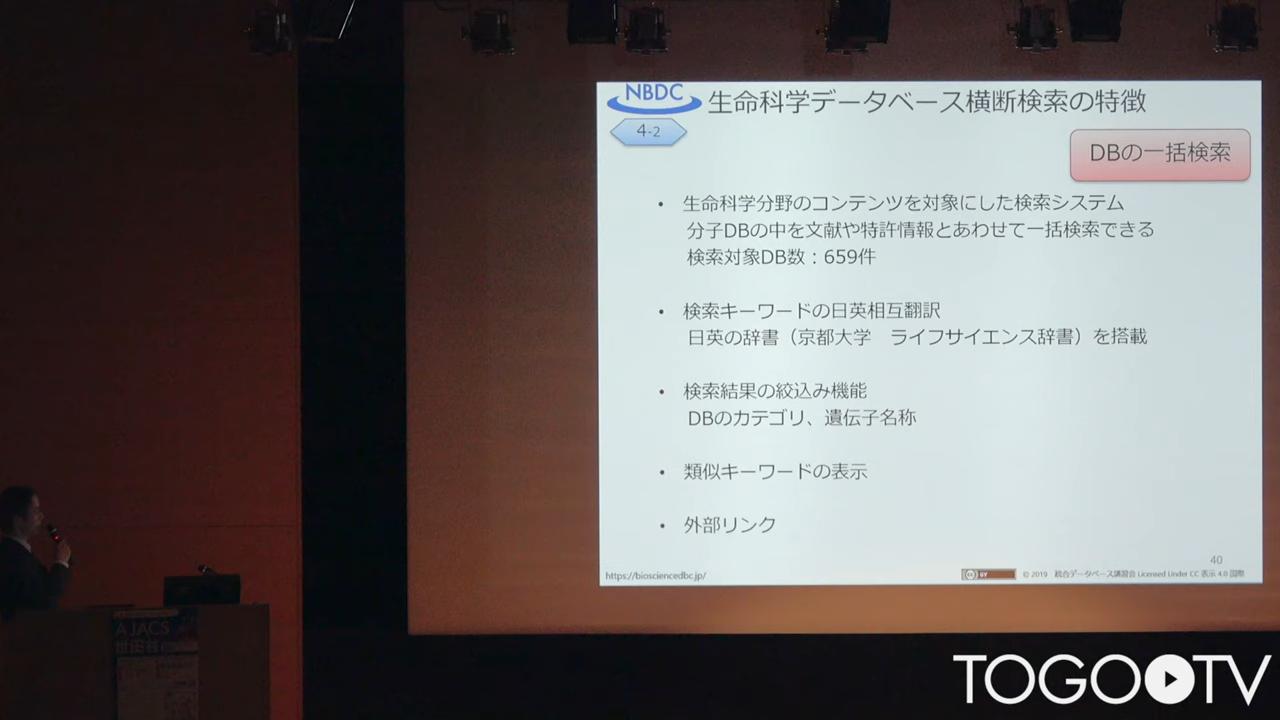 NBDC
生命科学データベース横断検索の特徴
4-2
DBの一括検索
• 生命科学分野のコンテンツを対象にした検索システム
分子DBの中を文献や特許情報とあわせて一括検索できる
検索対象DB数：659件
• 検索キーワードの日英相互翻訳
日英の辞書（京都大学　ライフサイエンス辞書）を搭載
• 検索結果の絞込み機能
DBのカテゴリ、遺伝子名称
• 類似キーワードの表示
• 外部リンク
40
https://biosciencedbc.jp/
© 2019 統合データベース講習会 Licensed Under CC 表示 4.0 国際
AJACS
世田谷
TOGO TV